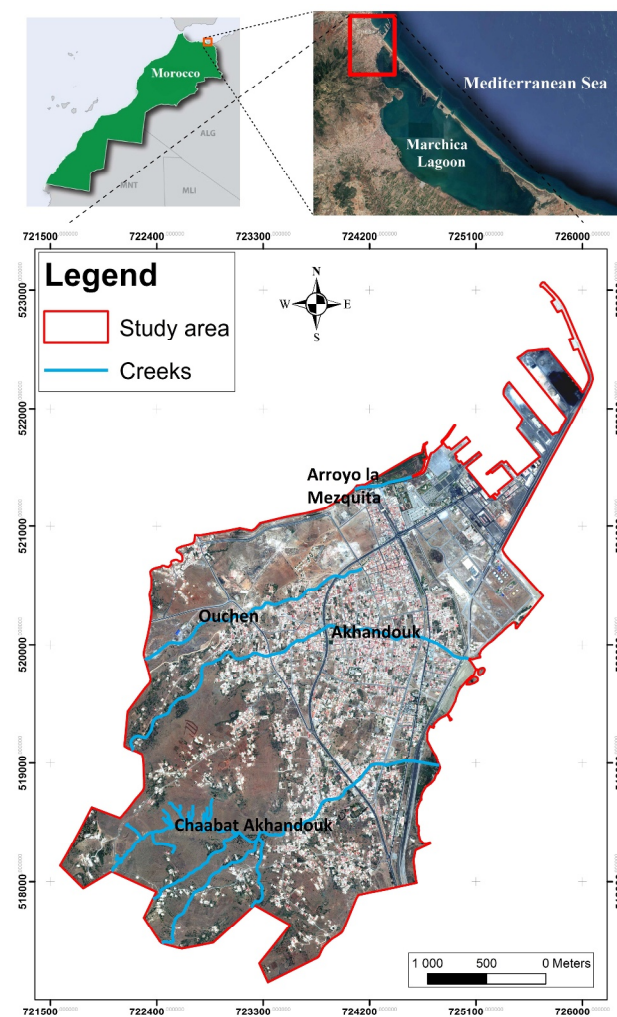 Morocco
ALG
MNT
MLI
Mediterranean Sea
Marchica
Lagoon
721500 722400 723300 724200 725100 726000
Legend
Study area
Creeks
N
W E
S
523000
522000
521000
520000
519000
518000
Arroyo la
Mezquita
Ouchen
Akhandouk
Chaabat Akhandouk
1 000 500 0 Meters
721500 722400 723300 724200 725100 726000